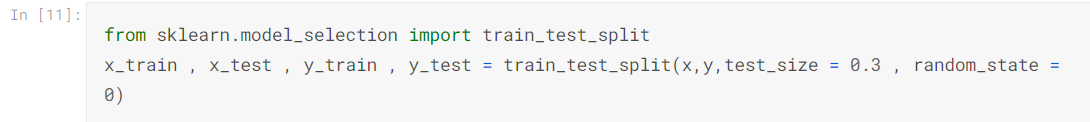 In [11]:
from sklearn.model_selection import train_test_split
x_train , x_test , y_train , y_test = train_test_split(x,y,test_size = 0.3 , random_state =
0)